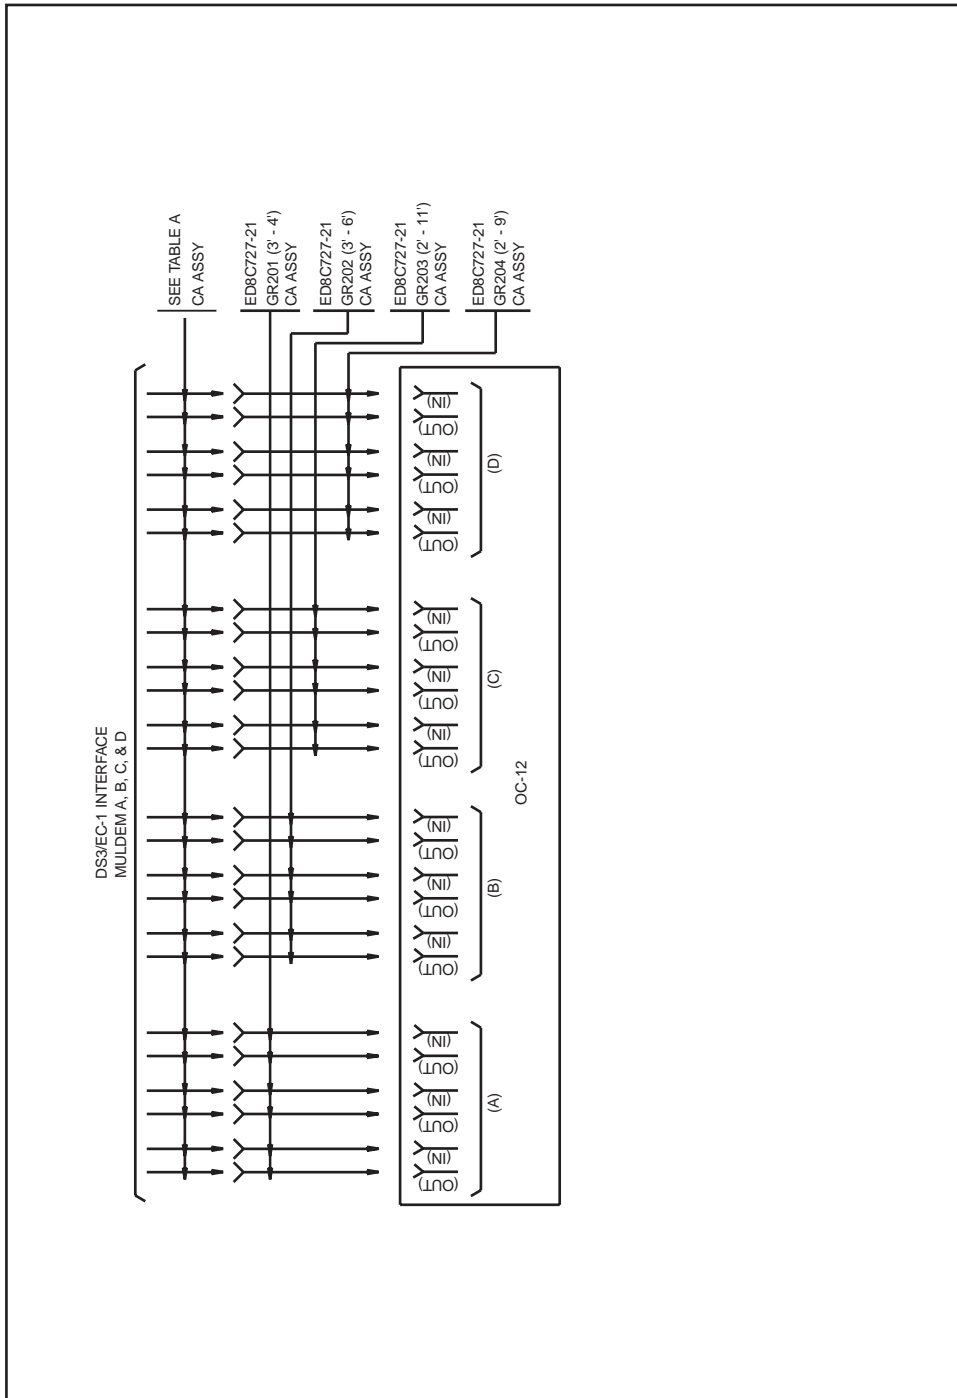 DS3/EC-1 INTERFACE
MULDEM A, B, C, & D
SEE TABLE A
CA ASSY
ED8C727-21
GR201 (3' - 4')
CA ASSY
ED8C727-21
GR202 (3' - 6')
CA ASSY
ED8C727-21
GR203 (2' - 11')
CA ASSY
ED8C727-21
GR204 (2' - 9')
CA ASSY
(OUT) (IN) (OUT) (IN) (OUT) (IN) (OUT) (IN) (OUT) (IN) (OUT) (IN) (OUT) (IN) (OUT) (IN) (OUT) (IN) (OUT) (IN) (OUT) (IN) (OUT) (IN)
(A) (B) (C) (D)
OC-12